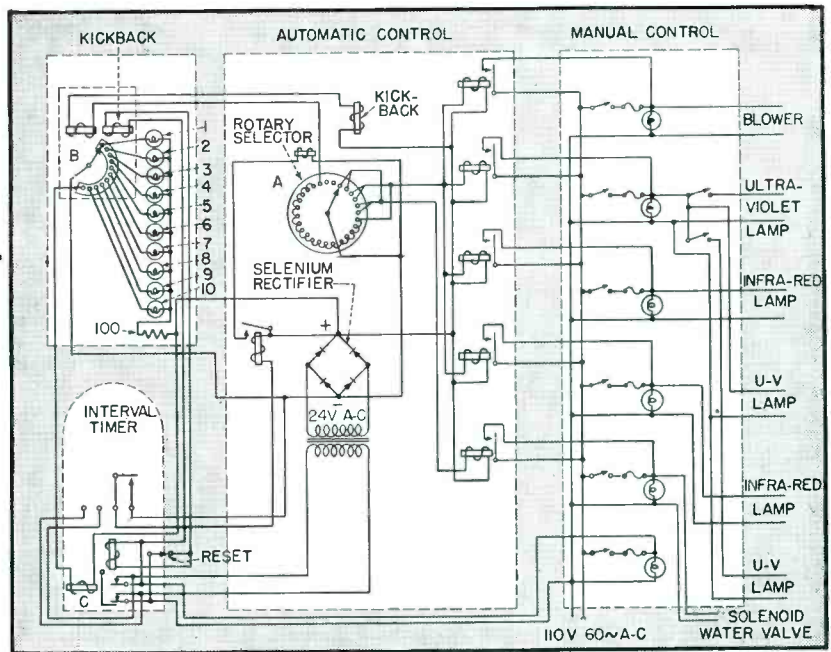 KICKBACK
AUTOMATIC CONTROL
MANUAL CONTROL
KICK-
BACK
ROTARY
SELECTOR
A
B
1
2
3
4
5
6
7
8
9
10
100
SELENIUM
RECTIFIER
+
-
24V A-C
INTERVAL
TIMER
RESET
C
BLOWER
ULTRA-
VIOLET
LAMP
INFRA-RED
LAMP
U-V
LAMP
INFRA-RED
LAMP
U-V
LAMP
SOLENOID
WATER VALVE
110V 60~A-C